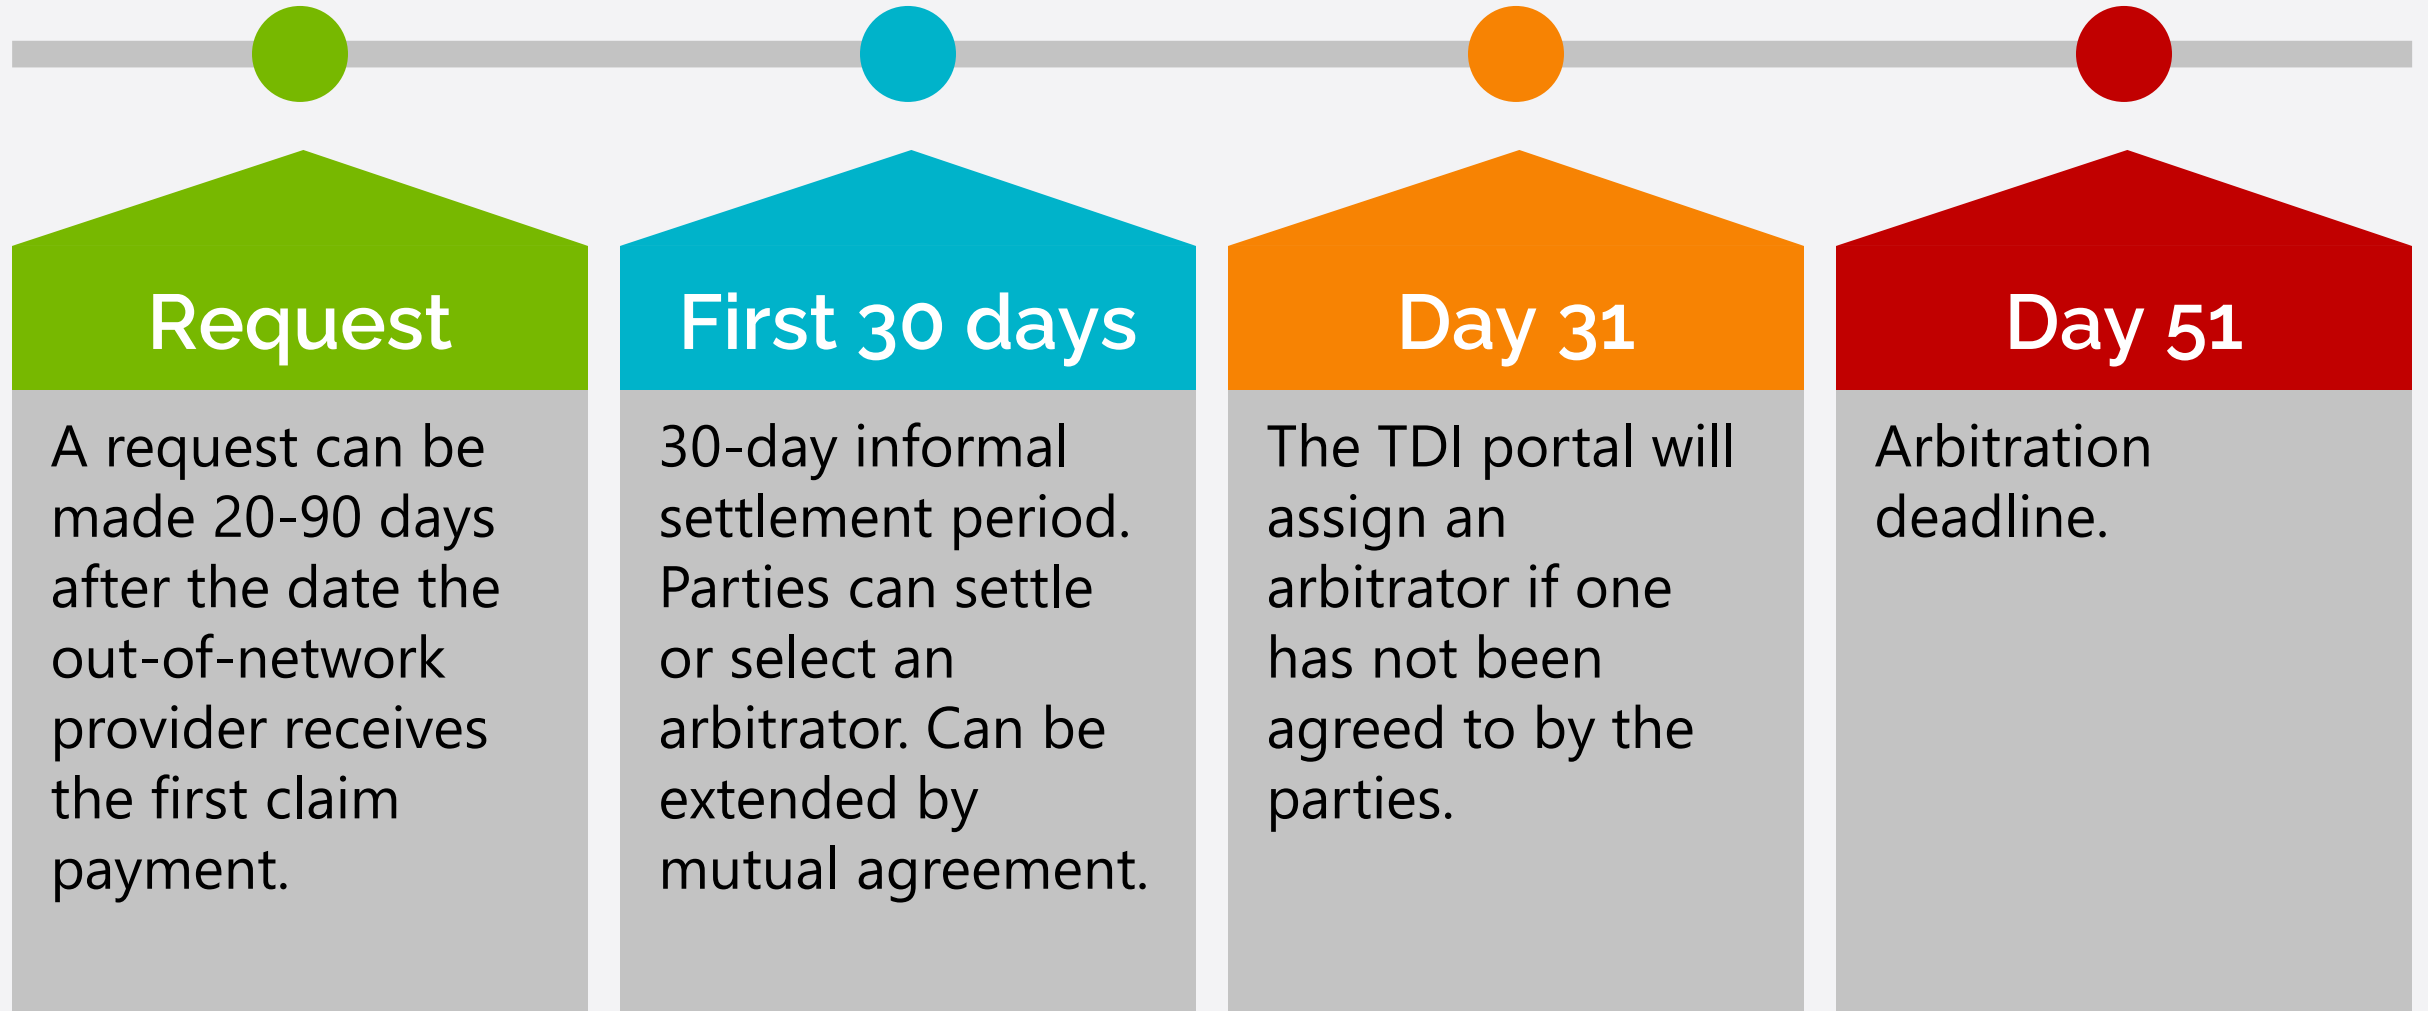 Request
A request can be
made 20-90 days
after the date the
out-of-network
provider receives
the first claim
payment.
First 30 days
30-day informal
settlement period.
Parties can settle
or select an
arbitrator. Can be
extended by
mutual agreement.
Day 31
The TDI portal will
assign an
arbitrator if one
has not been
agreed to by the
parties.
Day 51
Arbitration
deadline.